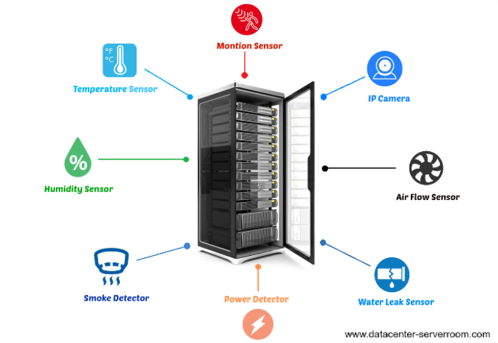 Montion Sensor
°F °C
Temperature Sensor
IP Camera
%
Humidity Sensor
Air Flow Sensor
Smoke Detector
Power Detector
Water Leak Sensor
www.datacenter-serverroom.com